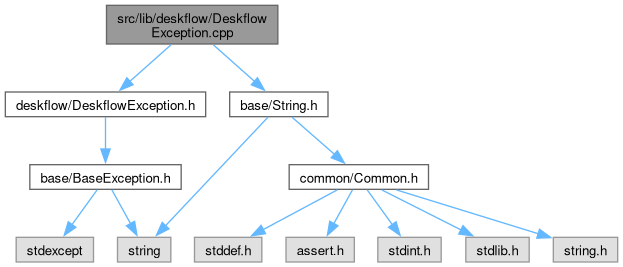 src/lib/deskflow/Deskflow
Exception.cpp
deskflow/DeskflowException.h
base/String.h
base/BaseException.h
common/Common.h
stdexcept
string
stddef.h
assert.h
stdint.h
stdlib.h
string.h